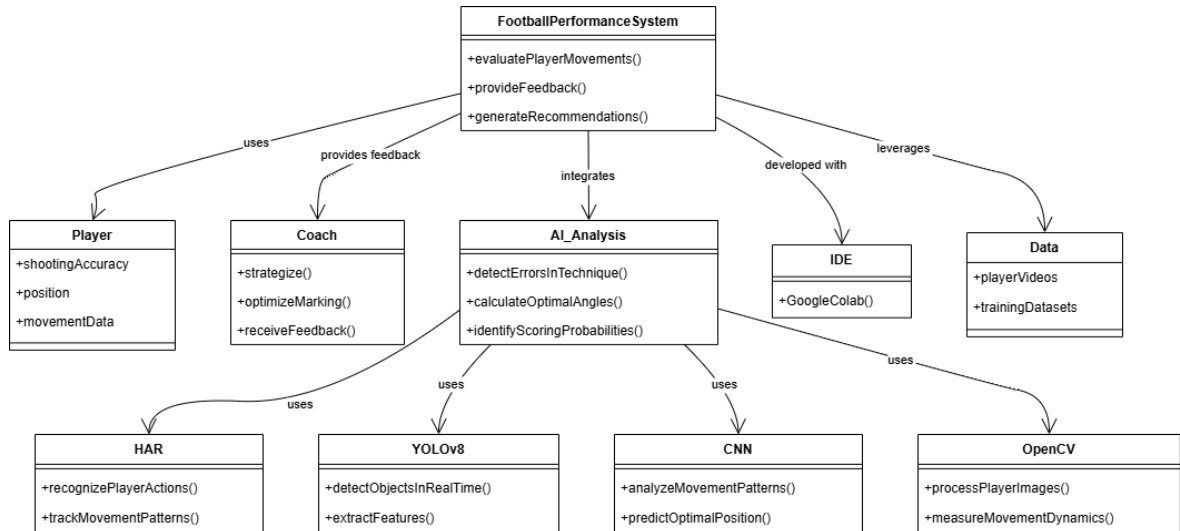 FootballPerformanceSystem
+evaluatePlayerMovements()
+provideFeedback()
+generateRecommendations()
uses
provides feedback
integrates
developed with
leverages
Player
+shootingAccuracy
+position
+movementData
Coach
+strategize()
+optimizeMarking()
+receiveFeedback()
AI_Analysis
+detectErrorsInTechnique()
+calculateOptimalAngles()
+identifyScoringProbabilities()
IDE
+GoogleColab()
Data
+playerVideos
+trainingDatasets
uses
uses
uses
uses
HAR
+recognizePlayerActions()
+trackMovementPatterns()
YOLOv8
+detectObjectsInRealTime()
+extractFeatures()
CNN
+analyzeMovementPatterns()
+predictOptimalPosition()
OpenCV
+processPlayerImages()
+measureMovementDynamics()